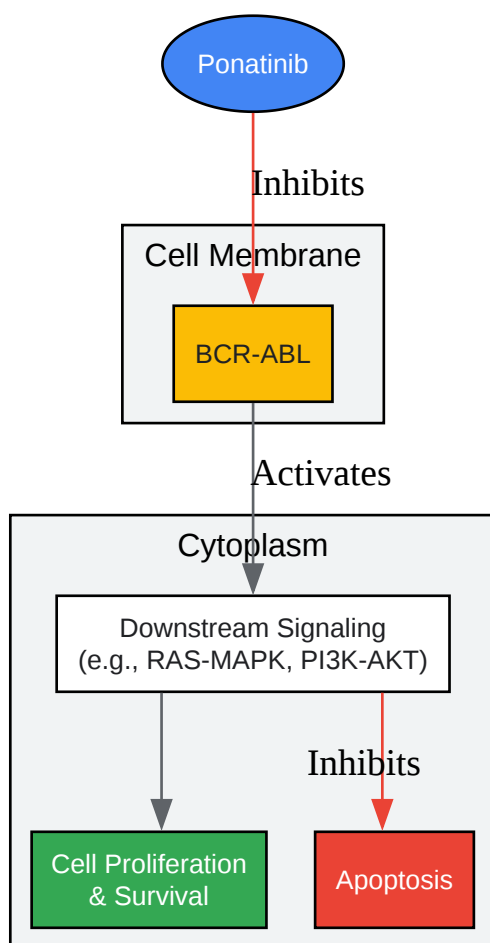 Ponatinib
Inhibits
Cell Membrane
BCR-ABL
Activates
Cytoplasm
Downstream Signaling
(e.g., RAS-MAPK, PI3K-AKT)
Inhibits
Cell Proliferation
& Survival
Apoptosis